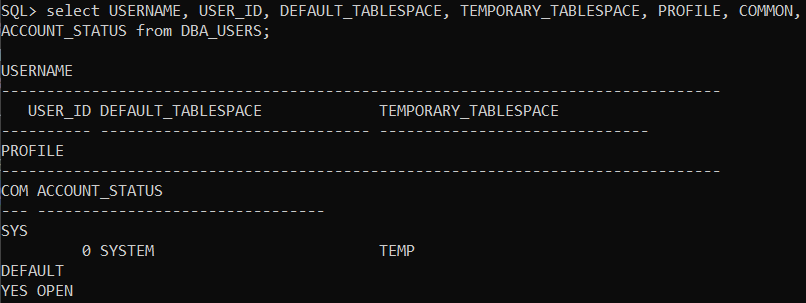 SQL> select USERNAME, USER_ID, DEFAULT_TABLESPACE, TEMPORARY_TABLESPACE, PROFILE, COMMON,
ACCOUNT_STATUS from DBA_USERS;
USERNAME
--------------------------------------------------------------------------------
   USER_ID DEFAULT_TABLESPACE             TEMPORARY_TABLESPACE
---------- ------------------------------ ------------------------------
PROFILE
--------------------------------------------------------------------------------
COM ACCOUNT_STATUS
--- --------------------------------
SYS
         0 SYSTEM                         TEMP
DEFAULT
YES OPEN